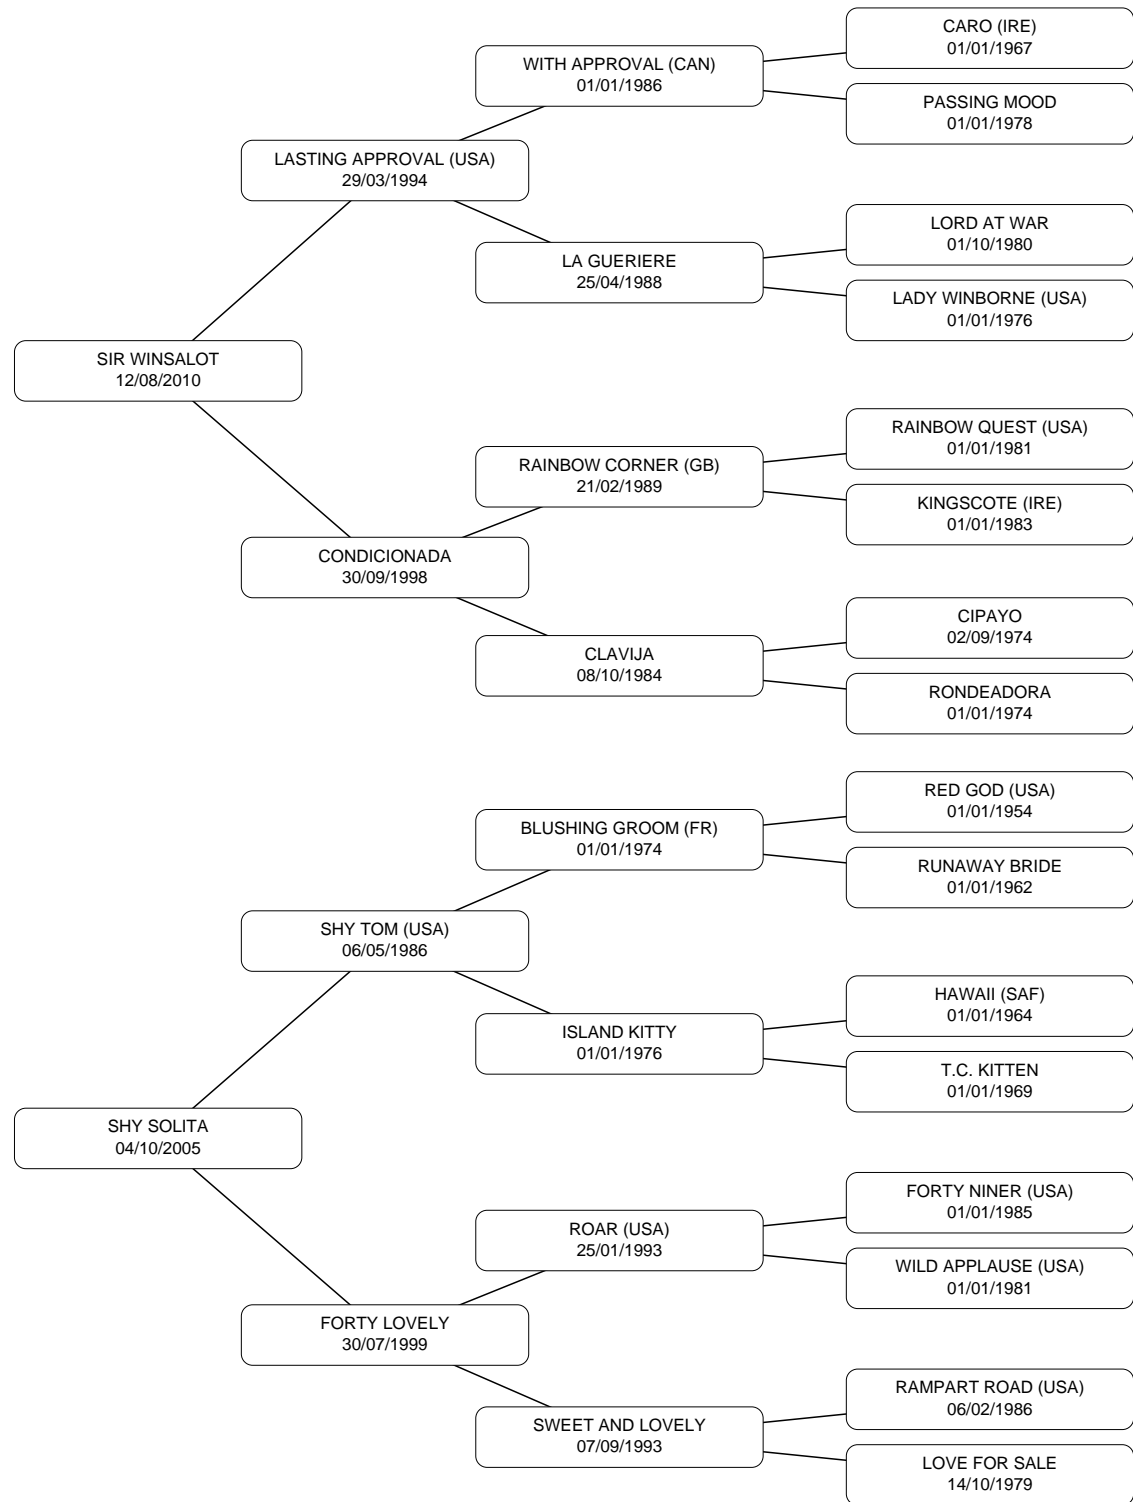 CARO (IRE)
01/01/1967
WITH APPROVAL (CAN)
01/01/1986
PASSING MOOD
01/01/1978
LASTING APPROVAL (USA)
29/03/1994
LORD AT WAR
01/10/1980
LA GUERIERE
25/04/1988
LADY WINBORNE (USA)
01/01/1976
SIR WINSALOT
12/08/2010
RAINBOW QUEST (USA)
01/01/1981
RAINBOW CORNER (GB)
21/02/1989
KINGSCOTE (IRE)
01/01/1983
CONDICIONADA
30/09/1998
CIPAYO
02/09/1974
CLAVIJA
08/10/1984
RONDEADORA
01/01/1974
RED GOD (USA)
01/01/1954
BLUSHING GROOM (FR)
01/01/1974
RUNAWAY BRIDE
01/01/1962
SHY TOM (USA)
06/05/1986
HAWAII (SAF)
01/01/1964
ISLAND KITTY
01/01/1976
T.C. KITTEN
01/01/1969
SHY SOLITA
04/10/2005
FORTY NINER (USA)
01/01/1985
ROAR (USA)
25/01/1993
WILD APPLAUSE (USA)
01/01/1981
FORTY LOVELY
30/07/1999
RAMPART ROAD (USA)
06/02/1986
SWEET AND LOVELY
07/09/1993
LOVE FOR SALE
14/10/1979